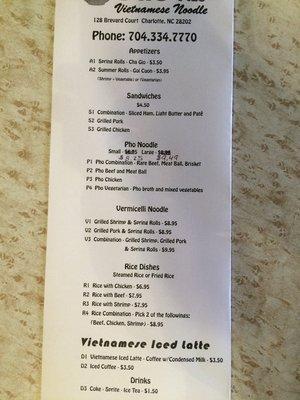 Vietnamese Noodle
128 Brevard Court Charlotte, NC 28202
Phone: 704.334.7770
Appetizers
A1 Spring Rolls - Cha Gio - $3.50
A2 Summer Rolls - Goi Cuon - $3.95
(Shrimp + Vegetable) or (Vegetarian)
Sandwiches
$4.50
S1 Combination - Sliced Ham, Light Butter and Paté
S2 Grilled Pork
S3 Grilled Chicken
Pho Noodle
Small - Large -
$9.49
P1 Pho Combination - Rare Beef, Meat Ball, Brisket
P2 Pho Beef and Meat Ball
P3 Pho Chicken
P4 Pho Vegetarian - Pho broth and mixed vegetables
Vermicelli Noodle
V1 Grilled Shrimp & Spring Rolls - $8.95
V2 Grilled Pork & Spring Rolls - $8.95
V3 Combination - Grilled Shrimp, Grilled Pork
& Spring Rolls - $9.95
Rice Dishes
Steamed Rice or Fried Rice
R1 Rice with Chicken - $6.95
R2 Rice with Beef - $7.95
R3 Rice with Shrimp - $7.95
R4 Rice Combination - Pick 2 of the followings:
(Beef, Chicken, Shrimp) - $8.95
Vietnamese Iced Latte
D1 Vietnamese Iced Latte - Coffee w/Condensed Milk - $3.50
D2 Iced Coffee - $3.50
Drinks
D3 Coke - Sprite - Ice Tea - $1.50